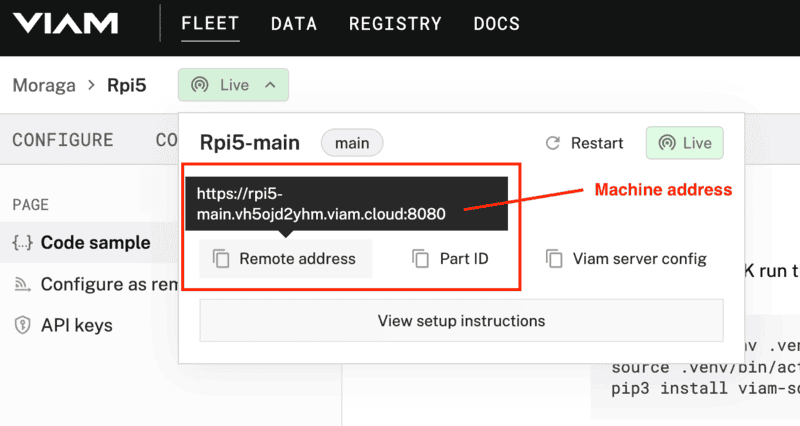 VIAM FLEET DATA REGISTRY DOCS
Moraga > Rpi5 Live
CONFIGURE CO
Rpi5-main main Restart Live
https://rpi5-
main.vh5ojd2yhm.viam.cloud:8080
Machine address
PAGE
{..} Code sample
Remote address Part ID Viam server config
K run t
Configure as rem
API keys
View setup instructions
v .ven
source .venv/bin/act
pip3 install viam-sd